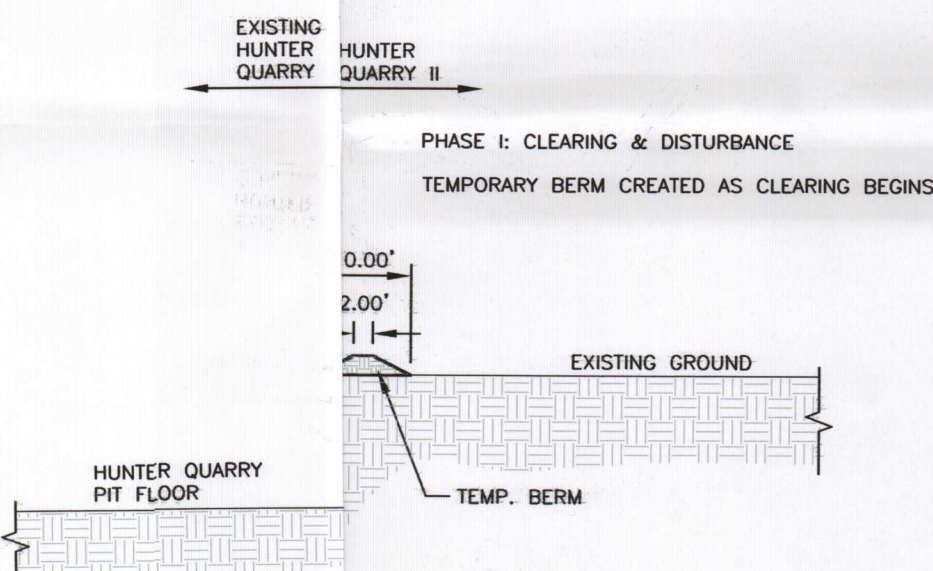 EXISTING
HUNTER HUNTER
QUARRY QUARRY II
PHASE I: CLEARING & DISTURBANCE
TEMPORARY BERM CREATED AS CLEARING BEGINS
0.00'
2.00'
EXISTING GROUND
HUNTER QUARRY
PIT FLOOR
TEMP. BERM